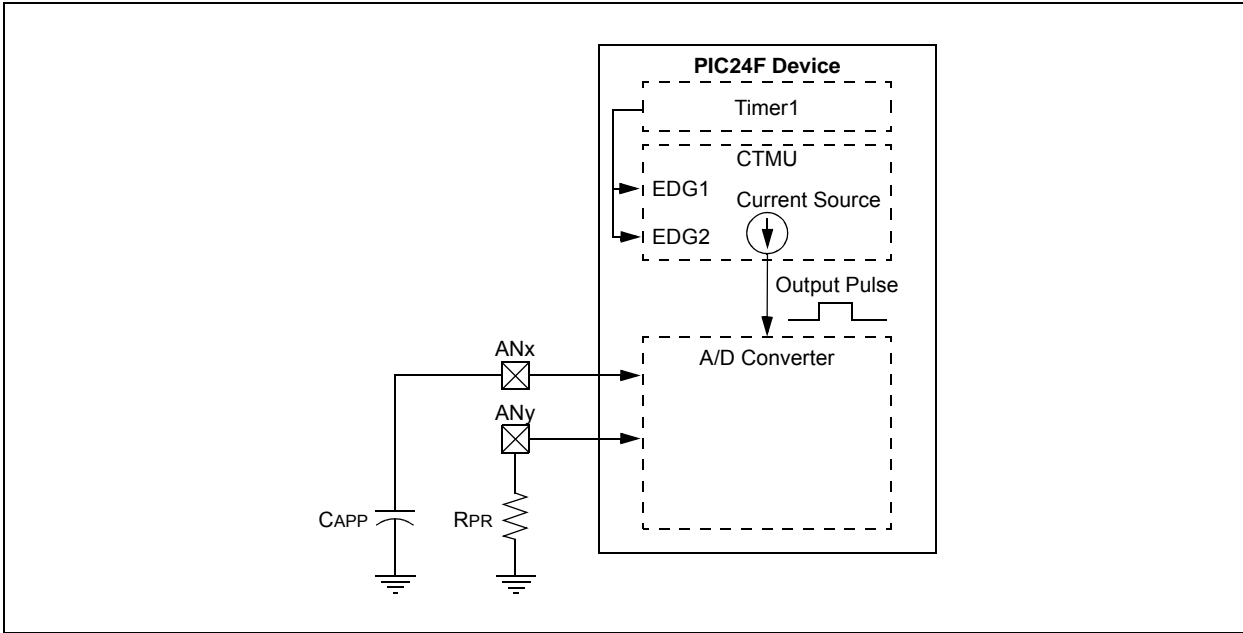 PIC24F Device
Timer1
CTMU
EDG1
Current Source
EDG2
Output Pulse
ANx
A/D Converter
ANy
CAPP
RPR